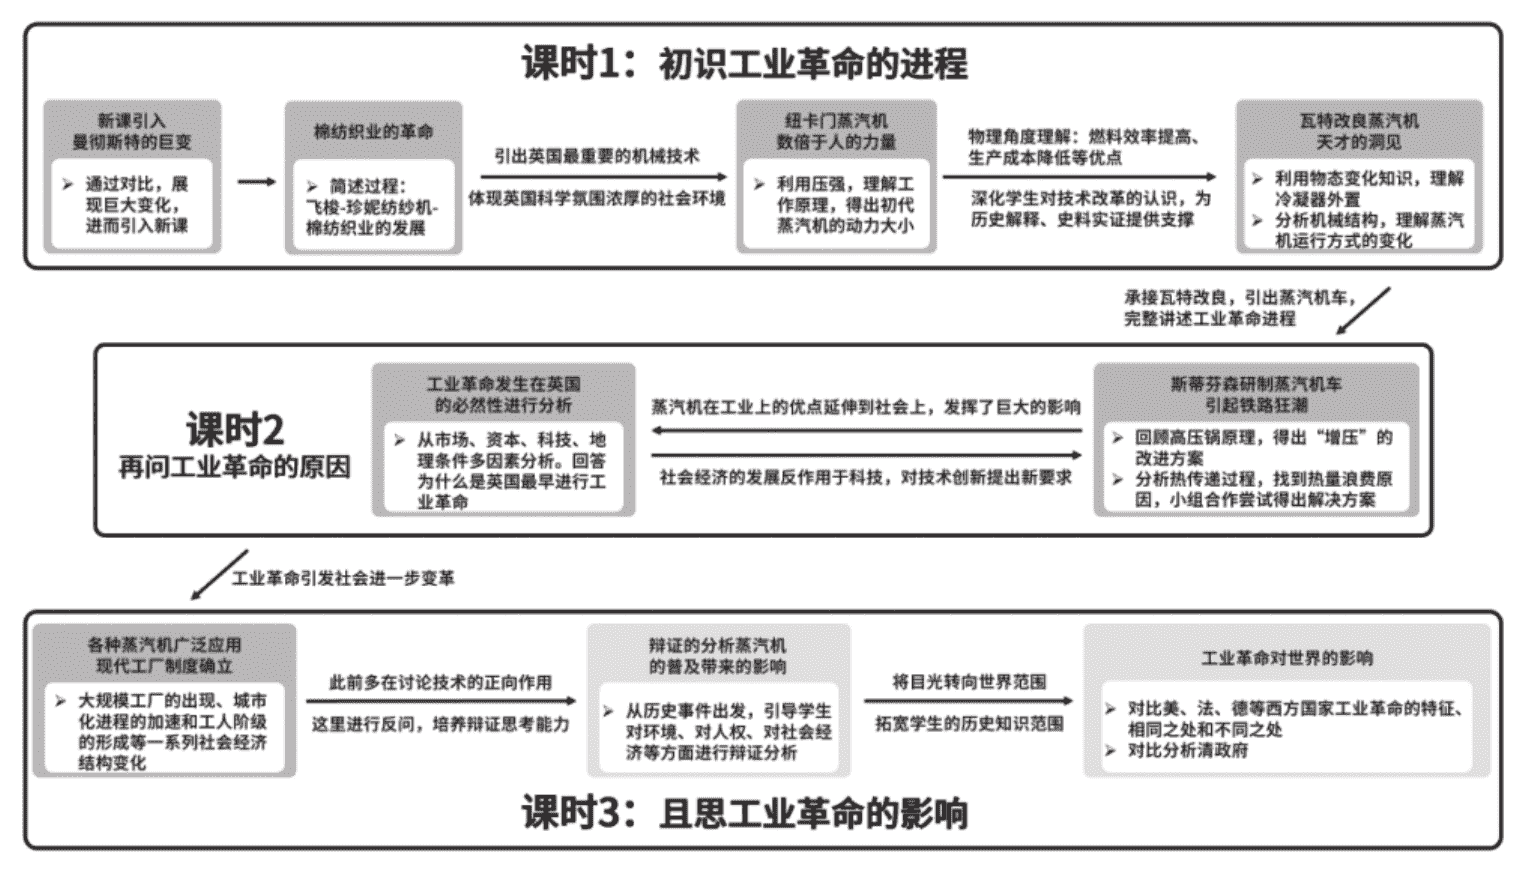 课时1：初识工业革命的进程
新课引入
曼彻斯特的巨变
➢ 通过对比，展
现巨大变化，
进而引入新课
棉纺织业的革命
➢ 简述过程：
飞梭-珍妮纺纱机-
棉纺织业的发展
引出英国最重要的机械技术
体现英国科学氛围浓厚的社会环境
纽卡门蒸汽机
数倍于人的力量
➢ 利用压强，理解工
作原理，得出初代
蒸汽机的动力大小
物理角度理解：燃料效率提高、
生产成本降低等优点
深化学生对技术改革的认识，为
历史解释、史料实证提供支撑
瓦特改良蒸汽机
天才的洞见
➢ 利用物态变化知识，理解
冷凝器外置
➢ 分析机械结构，理解蒸汽
机运行方式的变化
承接瓦特改良，引出蒸汽机车，
完整讲述工业革命进程
课时2
再问工业革命的原因
工业革命发生在英国
的必然性进行分析
➢ 从市场、资本、科技、地
理条件多因素分析。回答
为什么是英国最早进行工
业革命
蒸汽机在工业上的优点延伸到社会上，发挥了巨大的影响
社会经济的发展反作用于科技，对技术创新提出新要求
斯蒂芬森研制蒸汽机车
引起铁路狂潮
➢ 回顾高压锅原理，得出“增压”的
改进方案
➢ 分析热传递过程，找到热量浪费原
因，小组合作尝试得出解决方案
工业革命引发社会进一步变革
各种蒸汽机广泛应用
现代工厂制度确立
➢ 大规模工厂的出现、城市
化进程的加速和工人阶级
的形成等一系列社会经济
结构变化
此前多在讨论技术的正向作用
这里进行反问，培养辩证思考能力
辩证的分析蒸汽机
的普及带来的影响
➢ 从历史事件出发，引导学生
对环境、对人权、对社会经
济等方面进行辩证分析
将目光转向世界范围
拓宽学生的历史知识范围
工业革命对世界的影响
➢ 对比美、法、德等西方国家工业革命的特征、
相同之处和不同之处
➢ 对比分析清政府
课时3：且思工业革命的影响